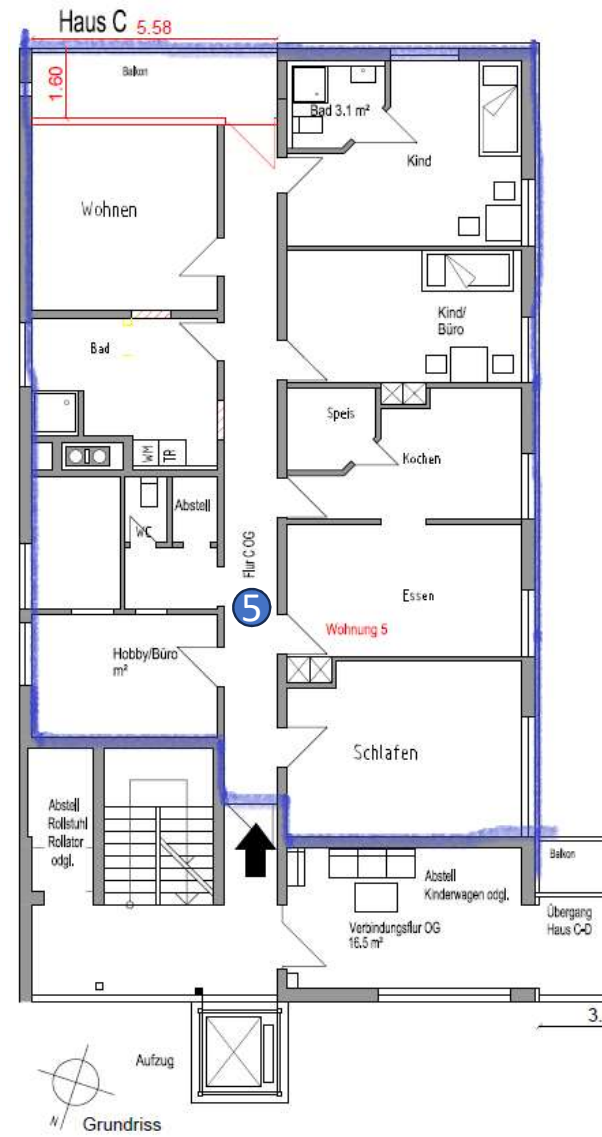 Haus C 5.58
1.60
Balkon
Bad 3.1 m²
Kind
Wohnen
Kind/
Büro
Bad
Speis
WM
TR
Kochen
Abstell
WC
Flur C OG
Essen
5
Wohnung 5
Hobby/Büro
m²
Schlafen
Abstell
Rollstuhl
Rollator
odgl.
Abstell
Kinderwagen odgl.
Balkon
Verbindungsflur OG
16.5 m²
Übergang
Haus C-D
3.
Aufzug
N
Grundriss